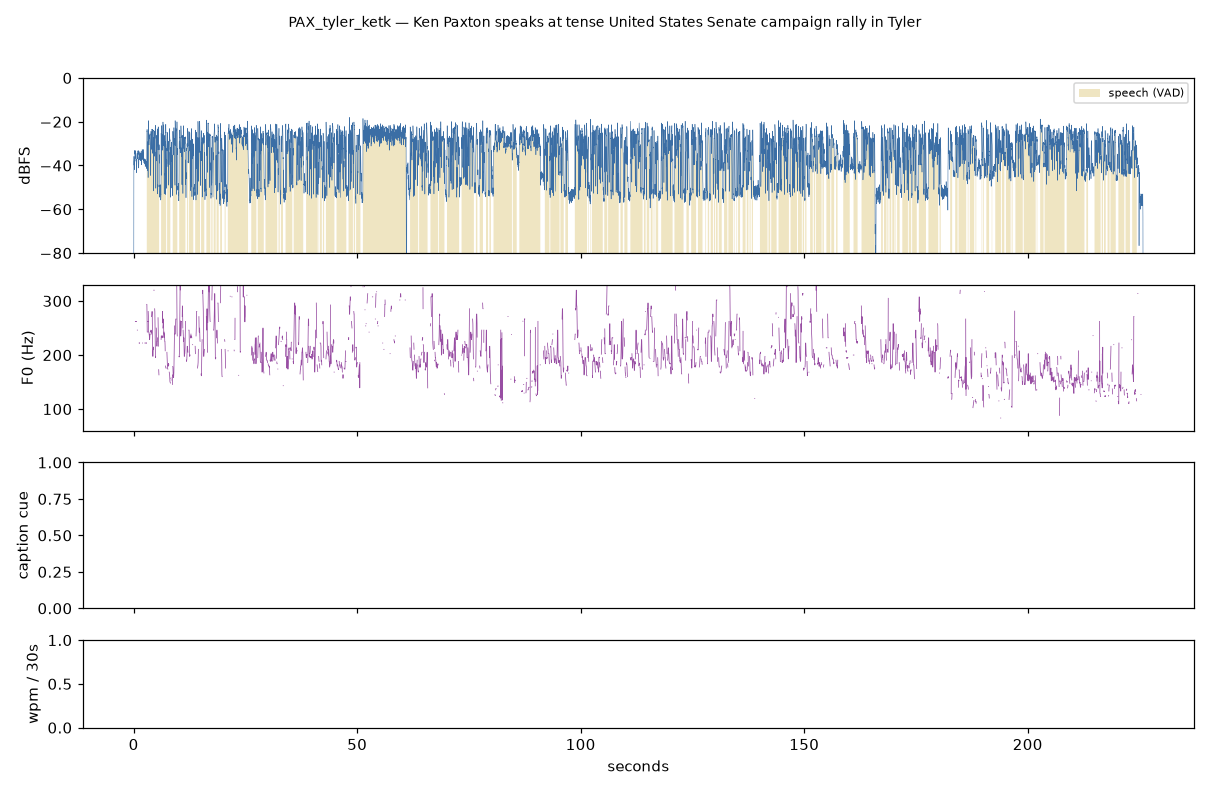 PAX_tyler_ketk — Ken Paxton speaks at tense United States Senate campaign rally in Tyler
0
−20
−40
−60
−80
dBFS
speech (VAD)
300
200
100
F0 (Hz)
1.00
0.75
0.50
0.25
0.00
caption cue
1.0
0.5
0.0
wpm / 30s
0 50 100 150 200
seconds